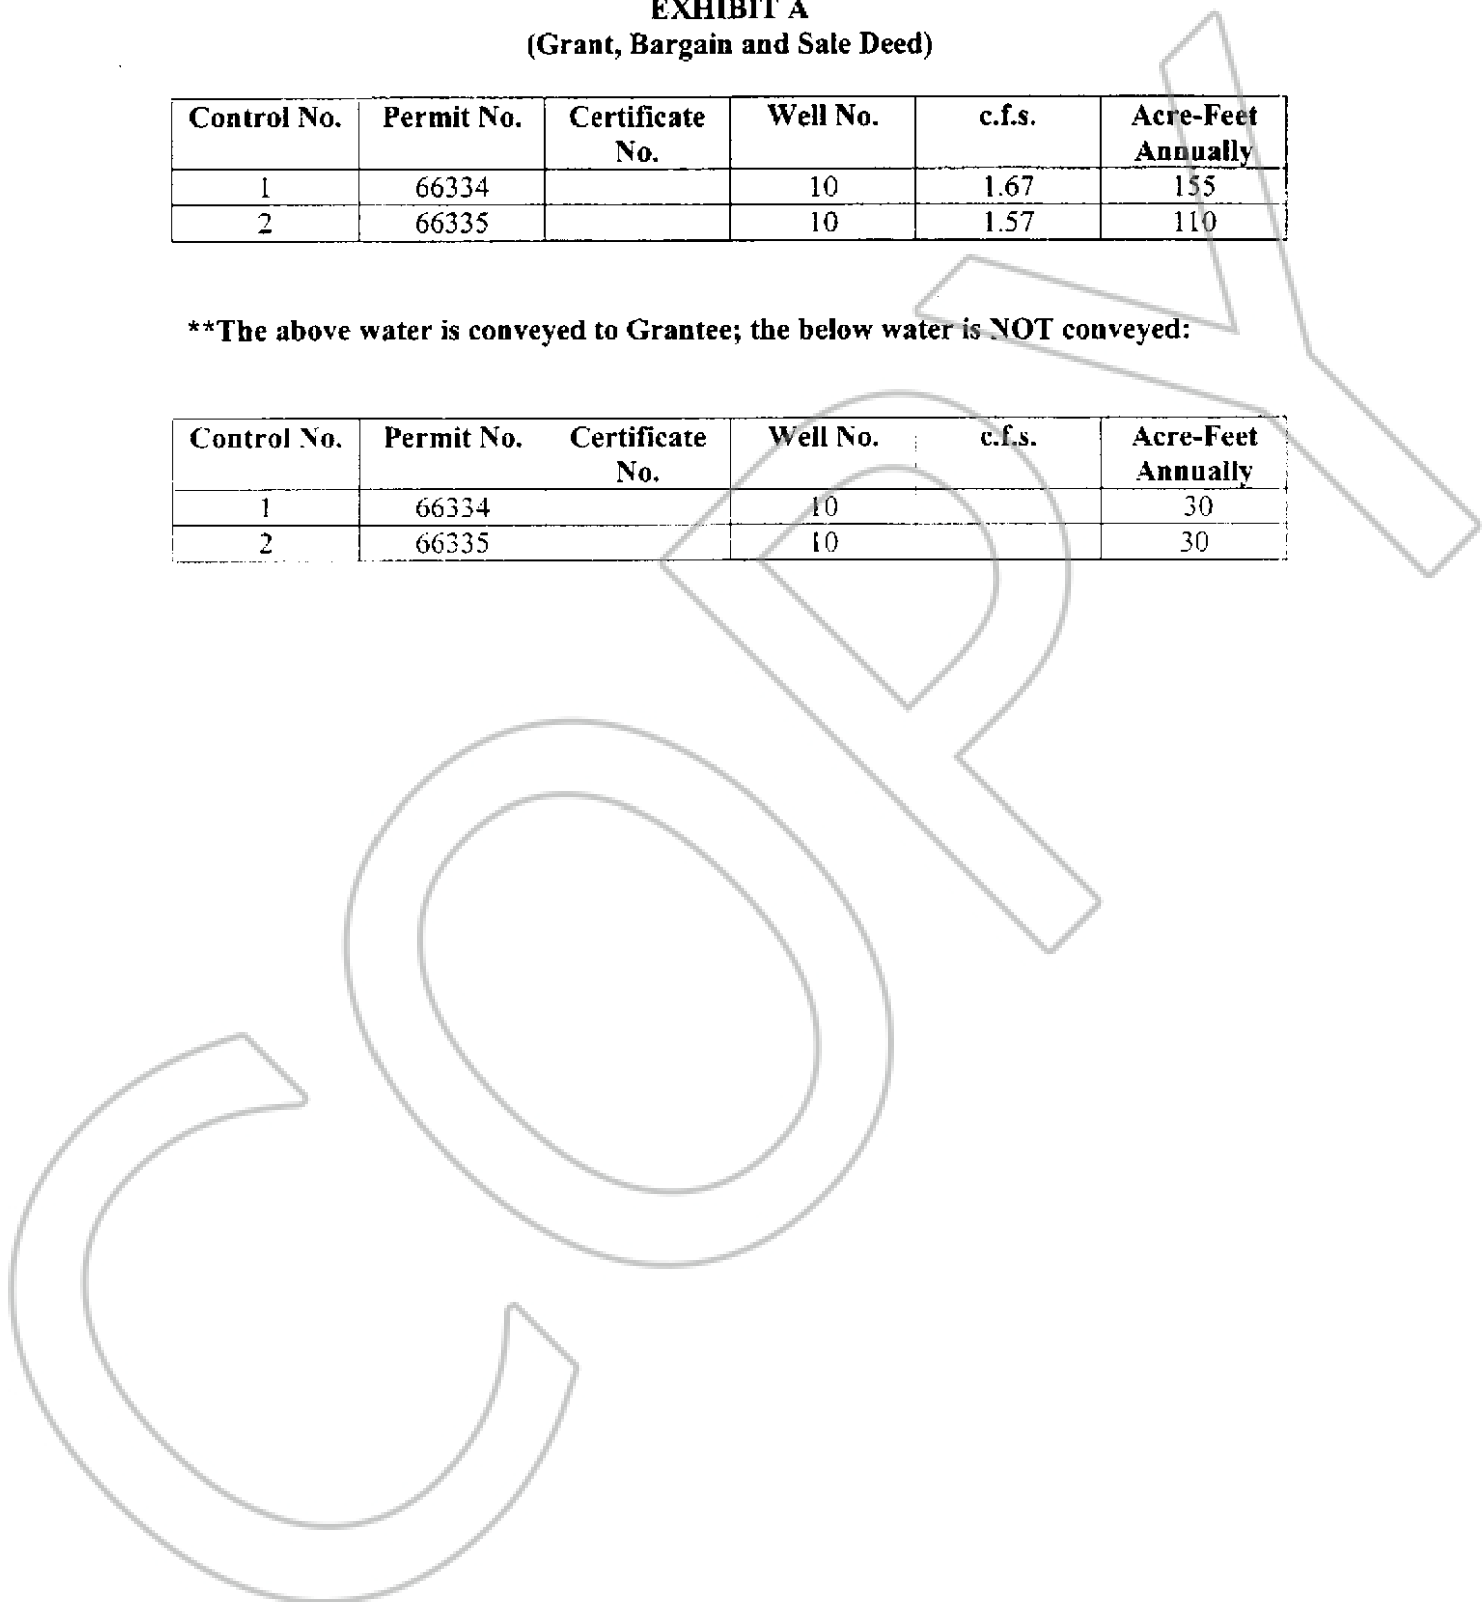 EXHIBIT A
(Grant, Bargain and Sale Deed)
Control No. Permit No. Certificate No. Well No. c.f.s. Acre-Feet Annually
1 66334 10 1.67 155
2 66335 10 1.57 110
**The above water is conveyed to Grantee; the below water is NOT conveyed:
Control No. Permit No. Certificate No. Well No. c.f.s. Acre-Feet Annually
1 66334 10 30
2 66335 10 30
COPY